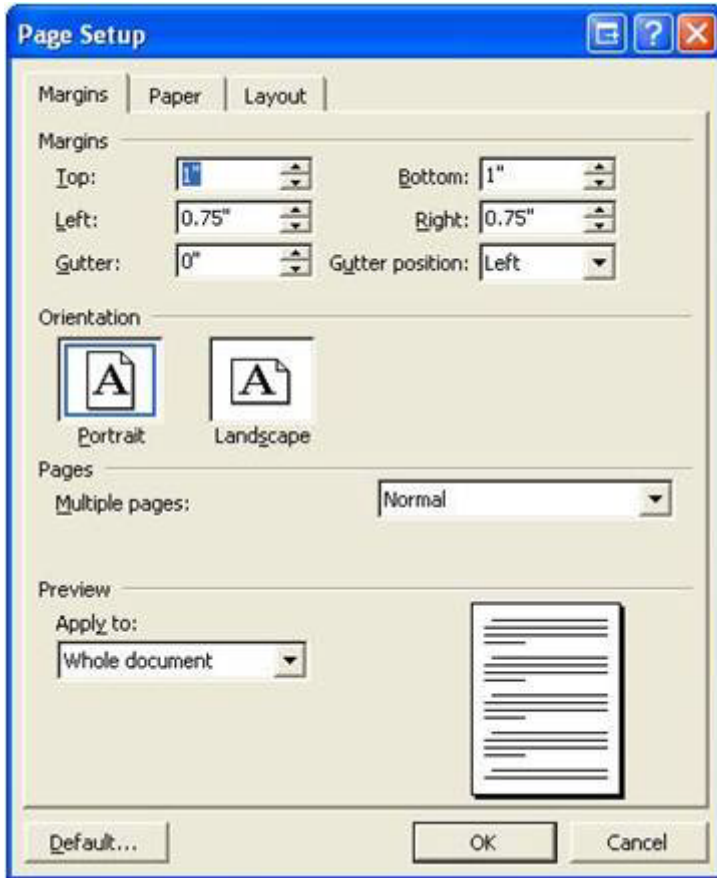 Page Setup
Margins Paper Layout
Margins
Top: 1" Bottom: 1"
Left: 0.75" Right: 0.75"
Gutter: 0" Gutter position: Left
Orientation
A A
Portrait Landscape
Pages
Multiple pages: Normal
Preview
Apply to:
Whole document
Default... OK Cancel